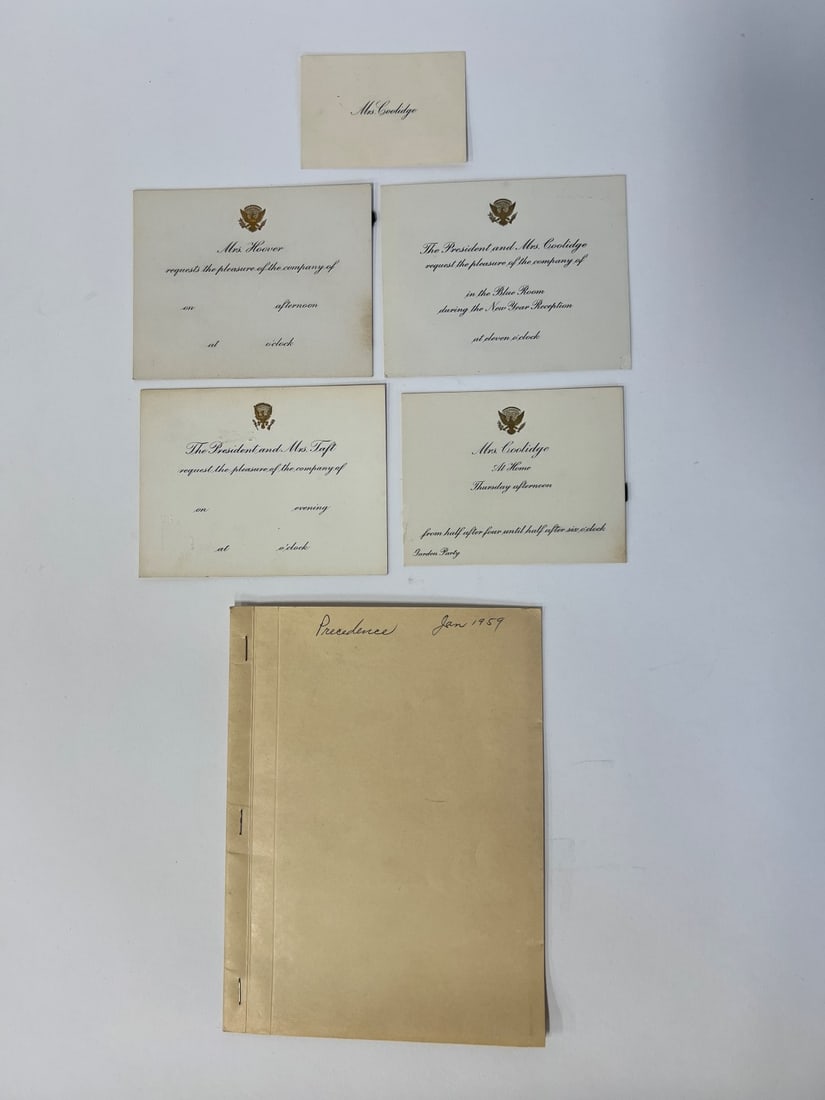 Mrs. Coolidge
Mrs. Hoover
requests the pleasure of the company of
on afternoon
at o'clock
The President and Mrs. Coolidge
request the pleasure of the company of
in the Blue Room
during the New Year Reception
at eleven o'clock
The President and Mrs. Taft
request the pleasure of the company of
on evening
at o'clock
Mrs. Coolidge
At Home
Thursday afternoon
from half after four until half after six o'clock
Garden Party
Precedence Jan 1959